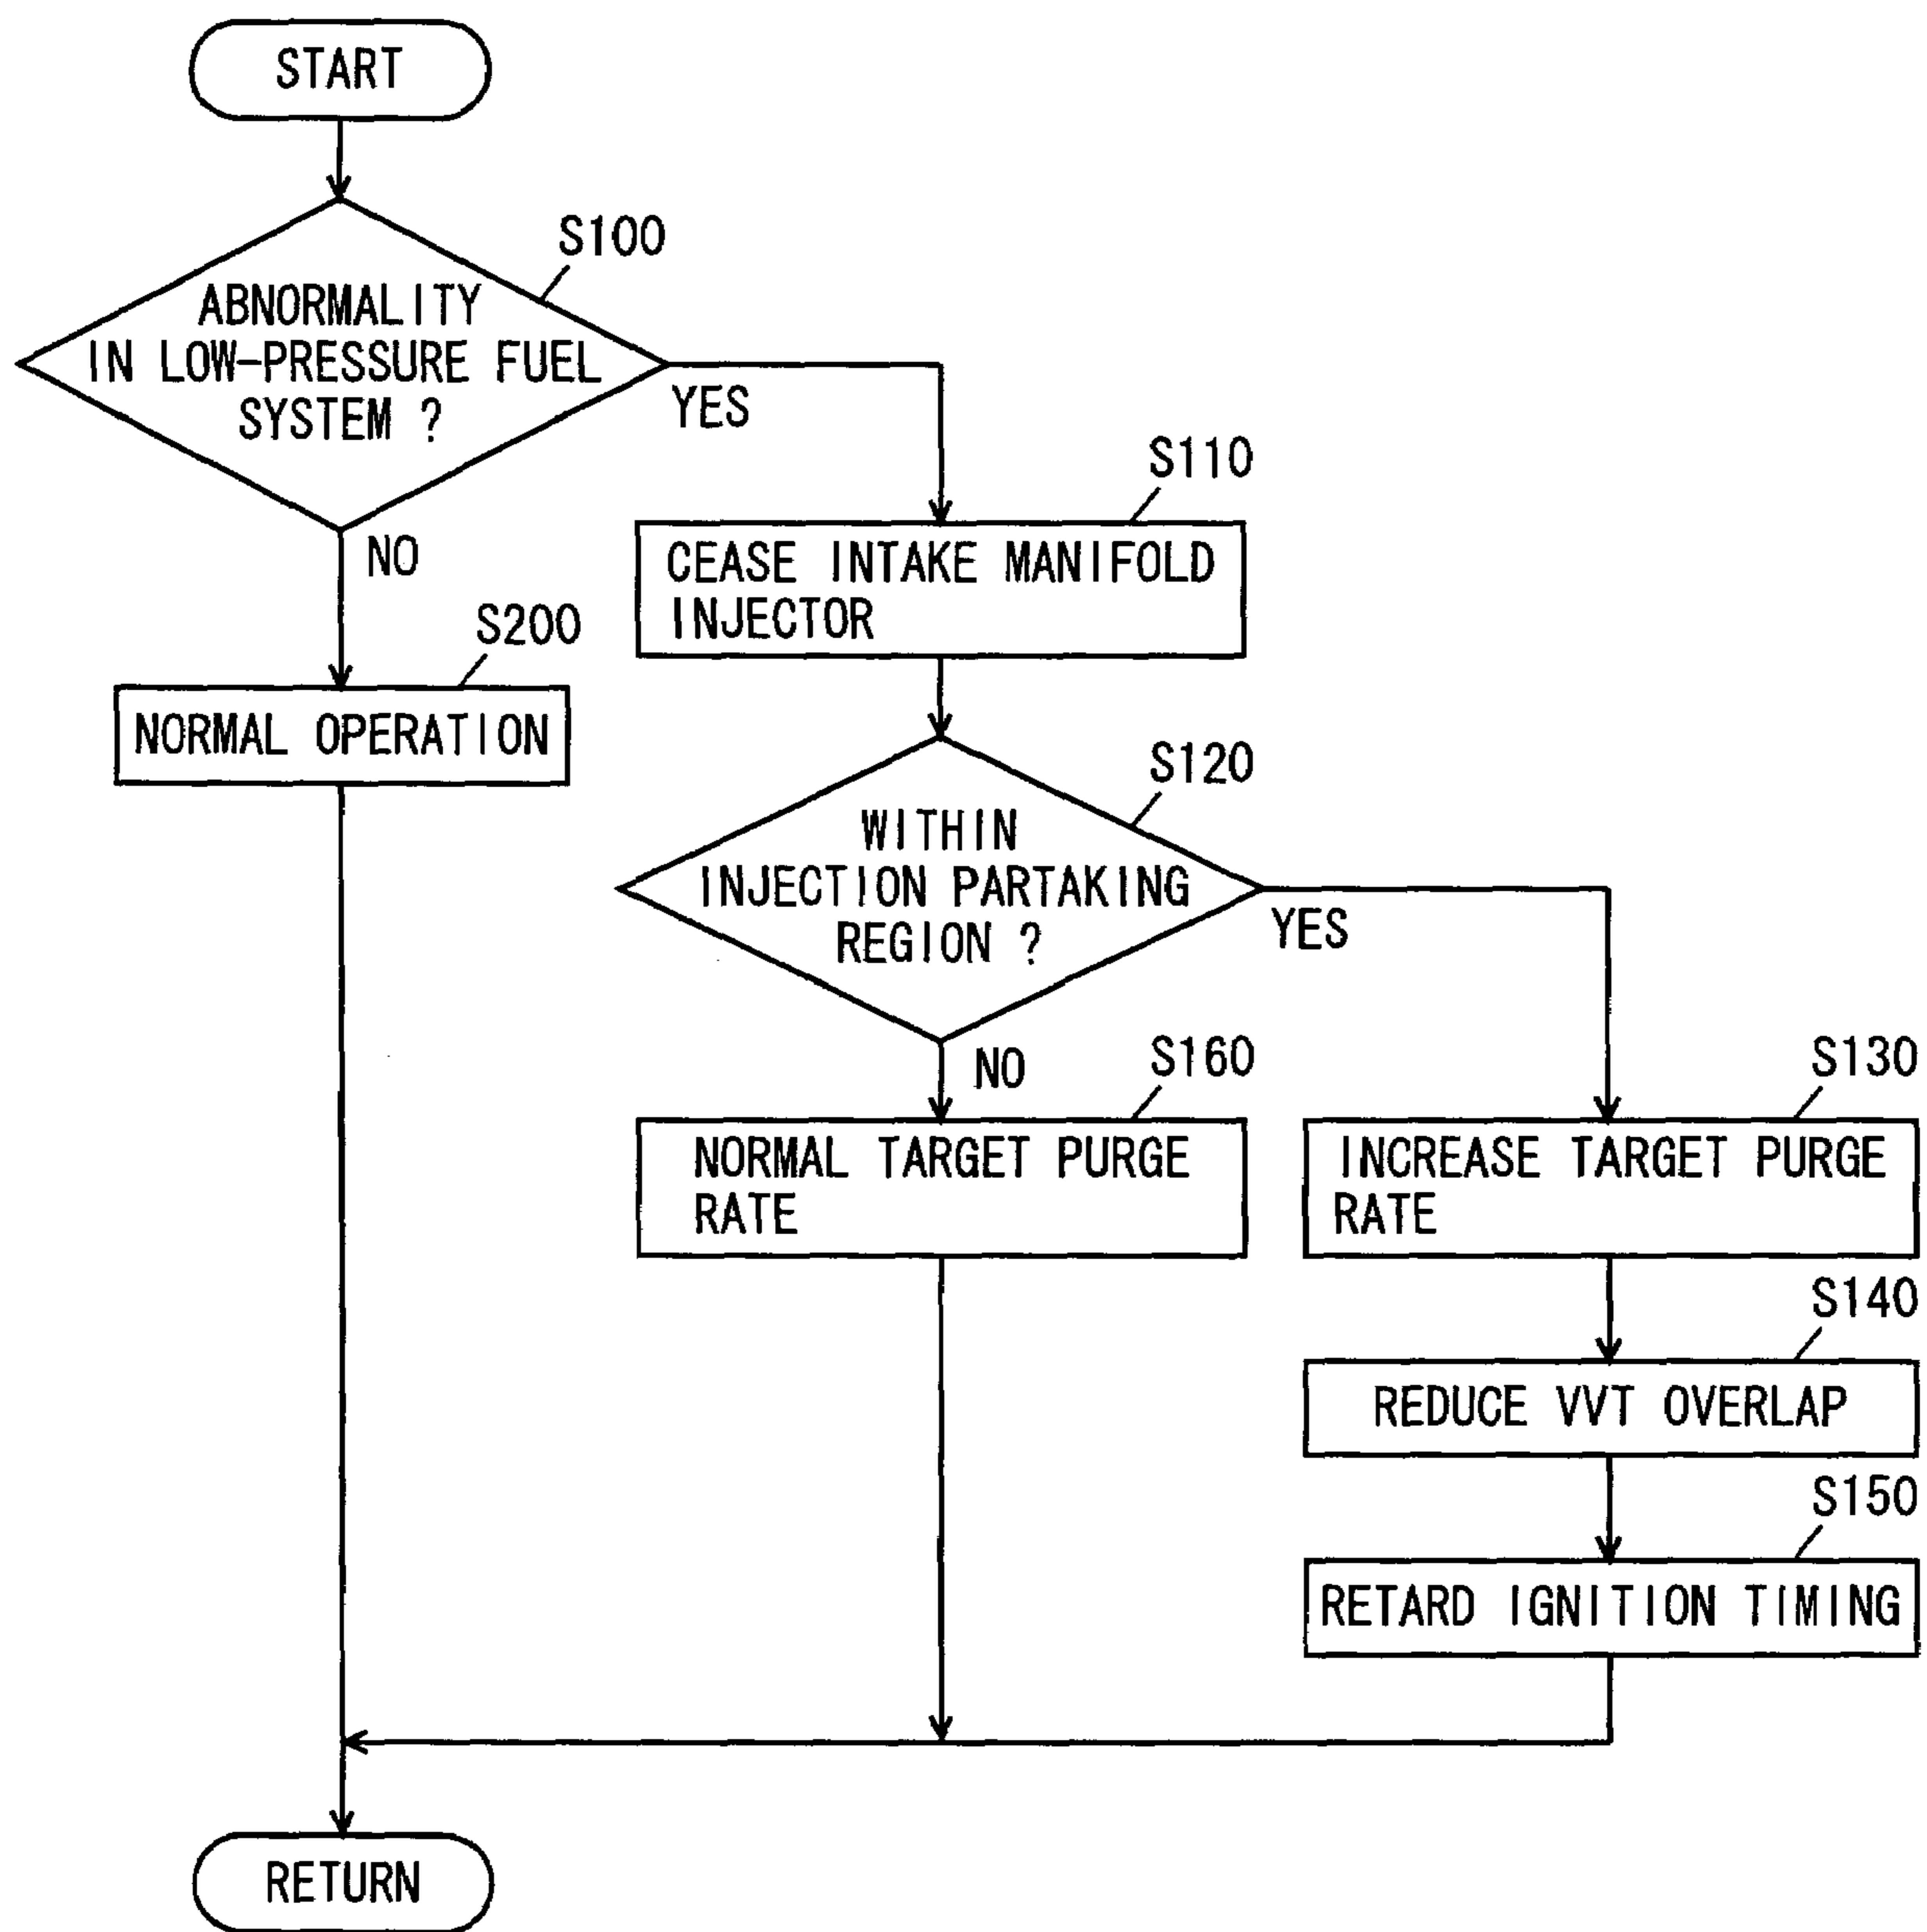 START
S100
ABNORMALITY
IN LOW-PRESSURE FUEL
SYSTEM ?
YES
NO
S110
CEASE INTAKE MANIFOLD
INJECTOR
S200
NORMAL OPERATION
S120
WITHIN
INJECTION PARTAKING
REGION ?
YES
NO
S160
NORMAL TARGET PURGE
RATE
S130
INCREASE TARGET PURGE
RATE
S140
REDUCE VVT OVERLAP
S150
RETARD IGNITION TIMING
RETURN